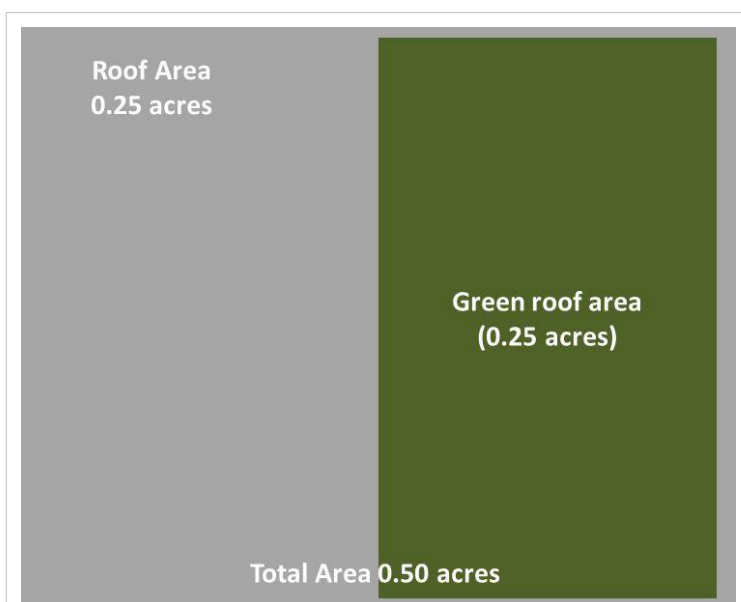 Roof Area
0.25 acres
Green roof area
(0.25 acres)
Total Area 0.50 acres